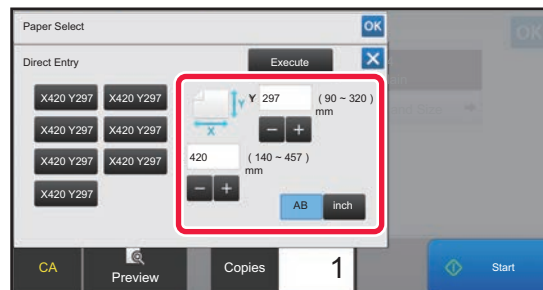 Paper Select
OK
Direct Entry
Execute
X420 Y297
X420 Y297
X420 Y297
X420 Y297
X420 Y297
X420 Y297
X420 Y297
Y
Y 297 ( 90 ~ 320 )
mm
X
− +
420 ( 140 ~ 457 )
mm
− +
AB inch
OK
CA
Preview
Copies 1
Start